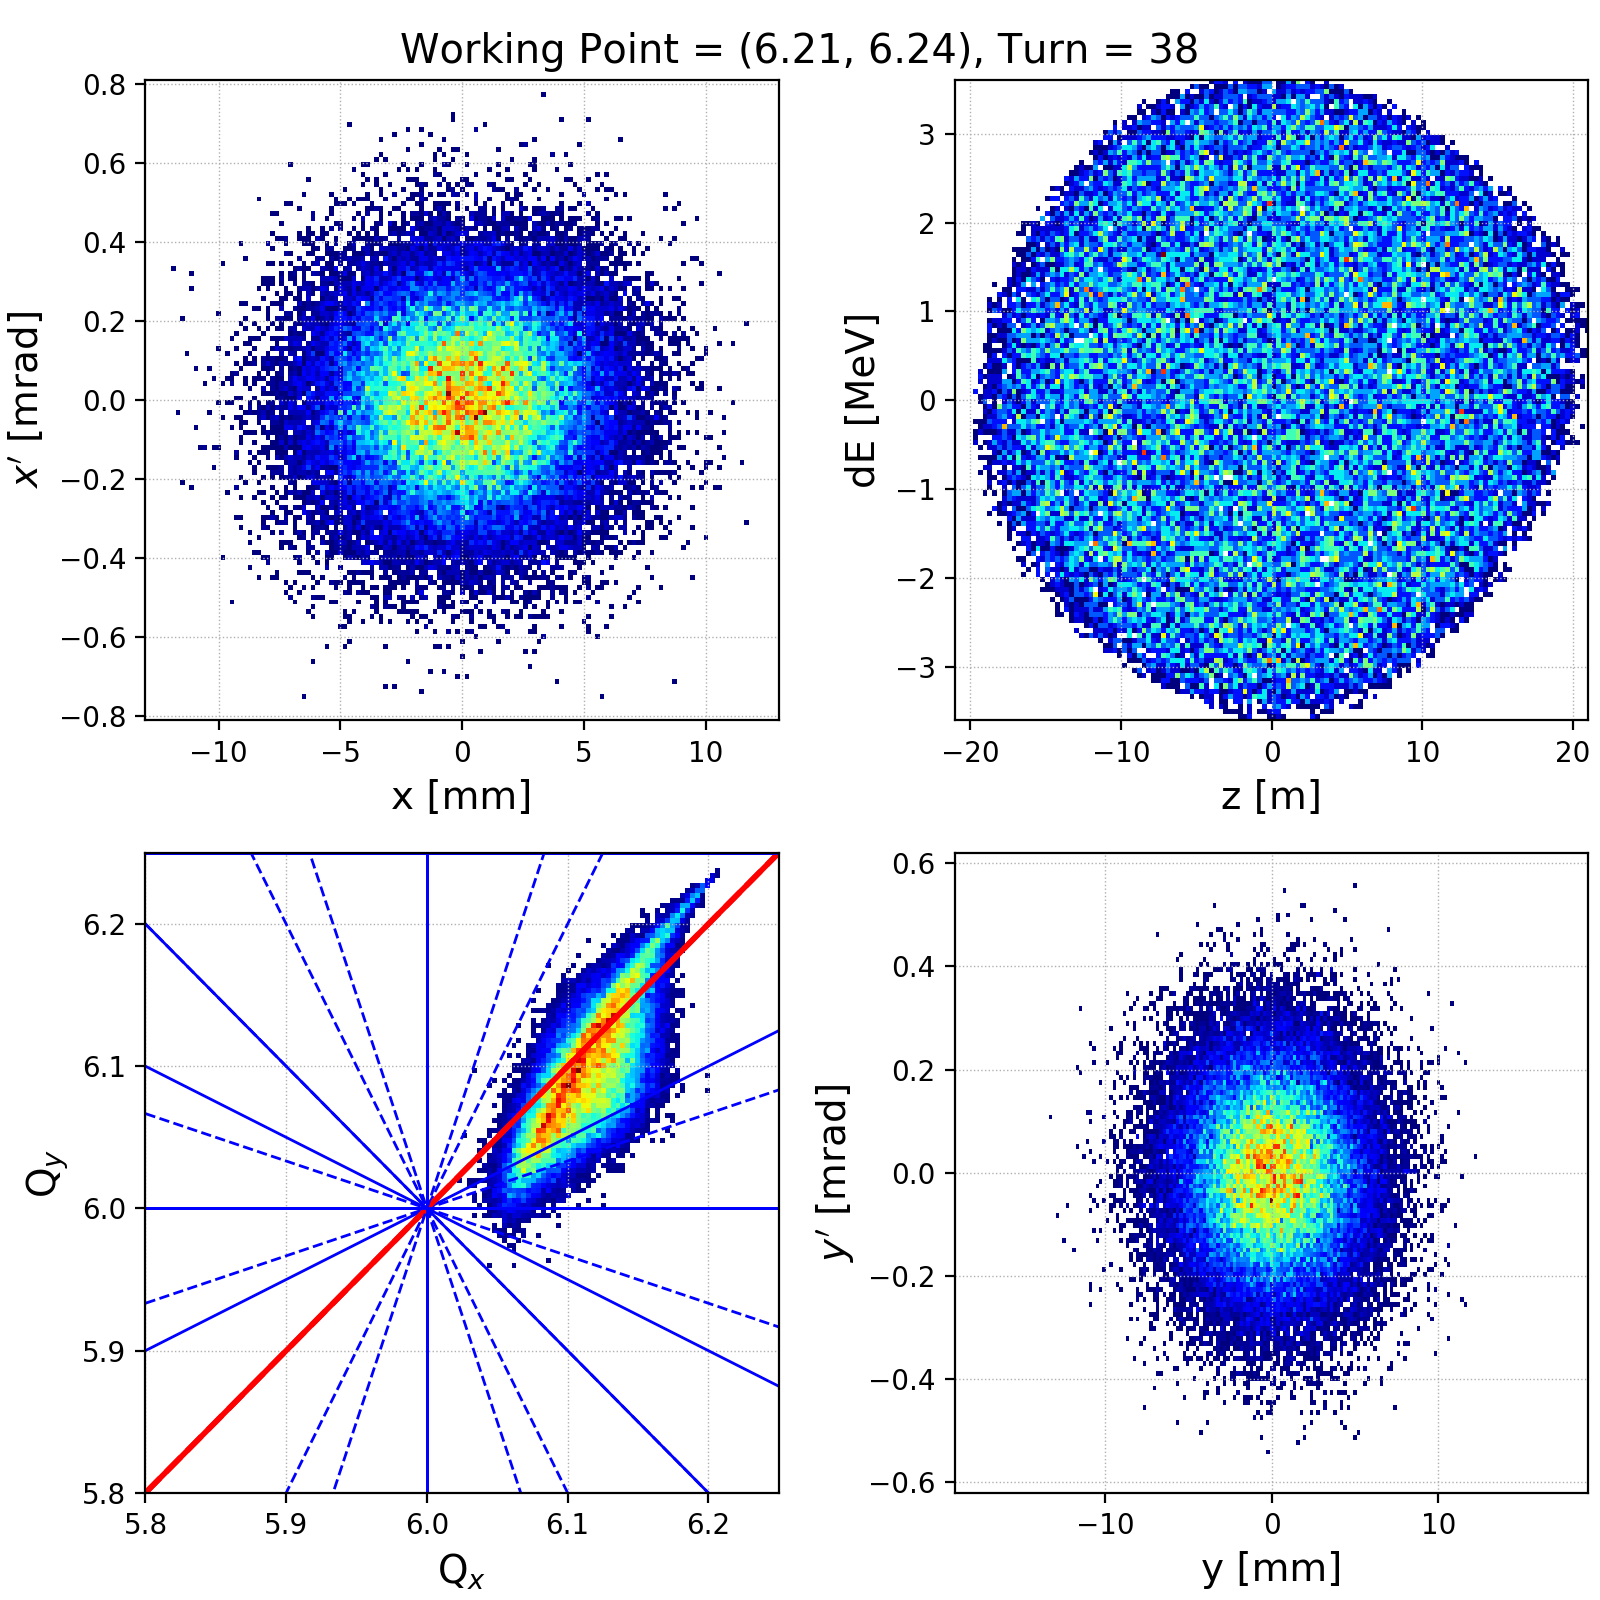 Working Point = (6.21, 6.24), Turn = 38
0.8
0.6
0.4
0.2
0.0
−0.2
−0.4
−0.6
−0.8
x′ [mrad]
−10 −5 0 5 10
x [mm]
3
2
1
0
−1
−2
−3
dE [MeV]
−20 −10 0 10 20
z [m]
6.2
6.1
6.0
5.9
5.8
Qy
5.8 5.9 6.0 6.1 6.2
Qx
0.6
0.4
0.2
0.0
−0.2
−0.4
−0.6
y′ [mrad]
−10 0 10
y [mm]